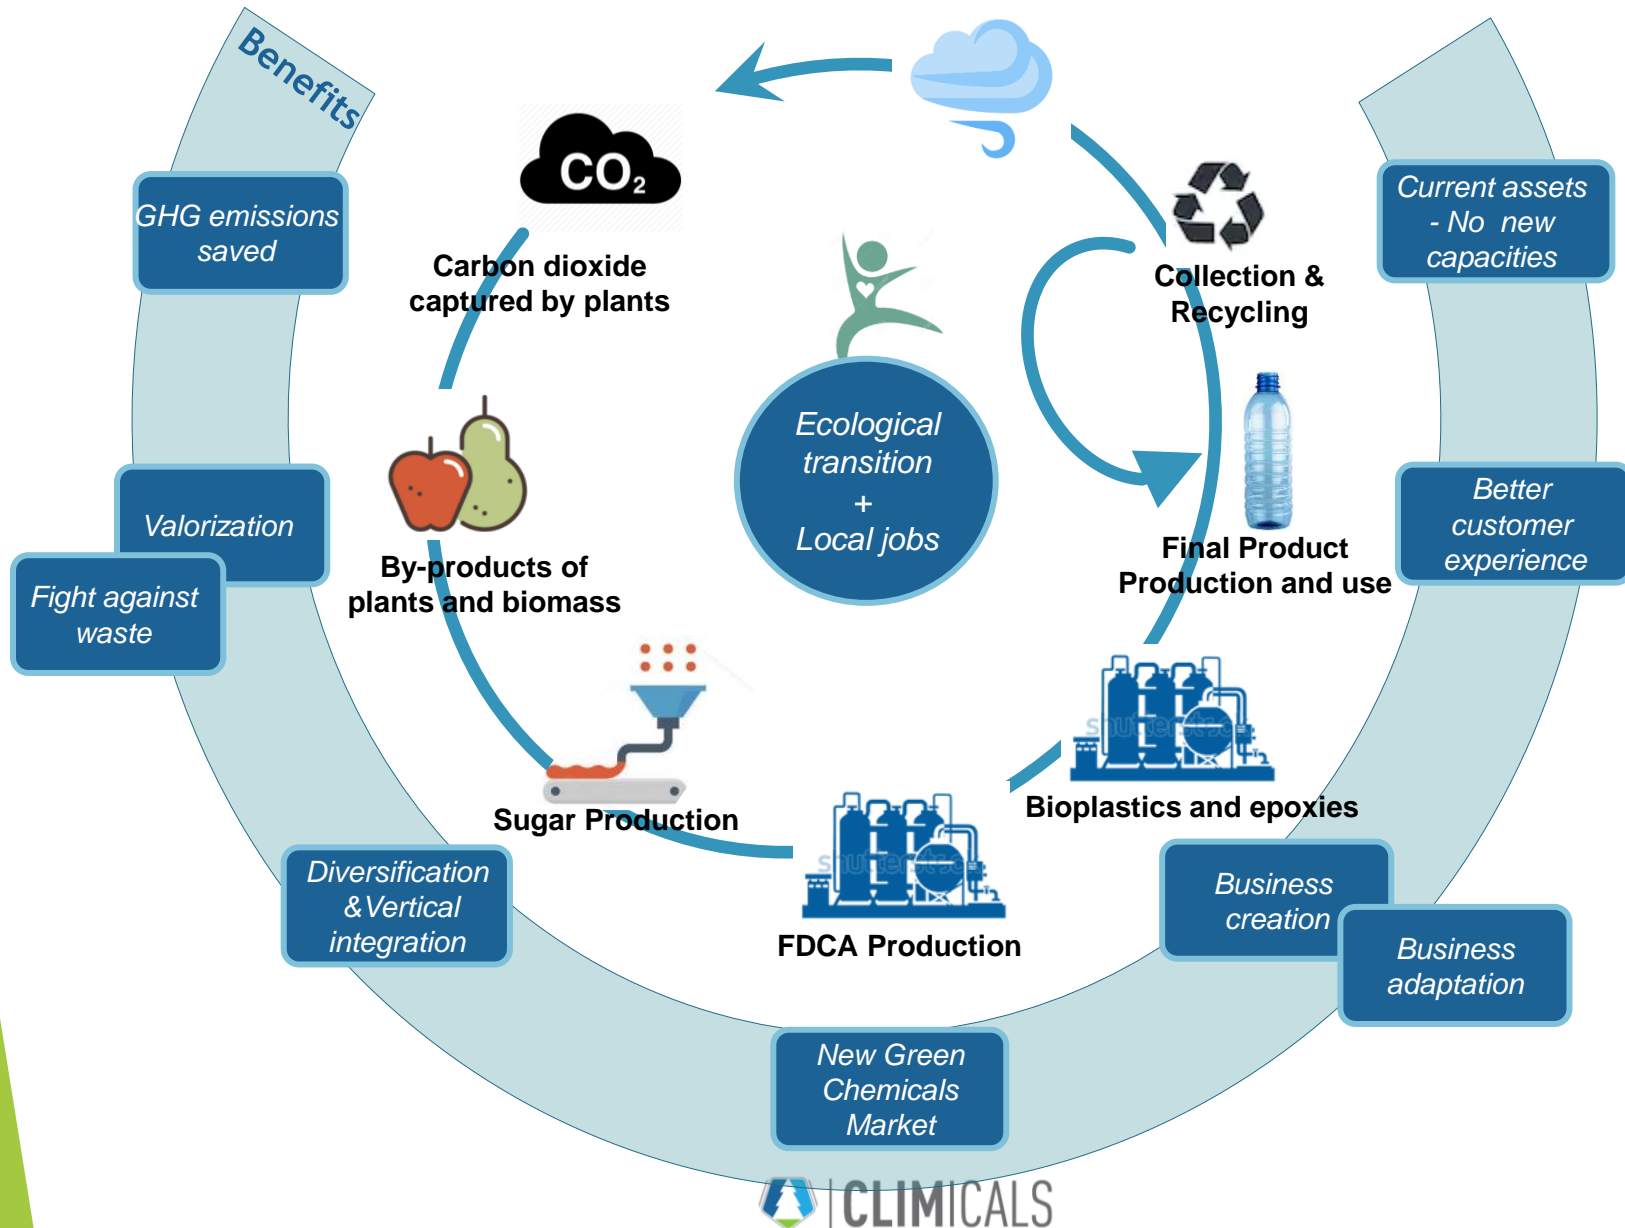 Benefits
CO2
GHG emissions
saved
Carbon dioxide
captured by plants
Collection &
Recycling
Current assets
- No new
capacities
Ecological
transition
+
Local jobs
Valorization
Fight against
waste
By-products of
plants and biomass
Final Product
Production and use
Better
customer
experience
Sugar Production
Bioplastics and epoxies
shutterst
shutterst
Diversification
&Vertical
integration
FDCA Production
Business
creation
Business
adaptation
New Green
Chemicals
Market
CLIMICALS